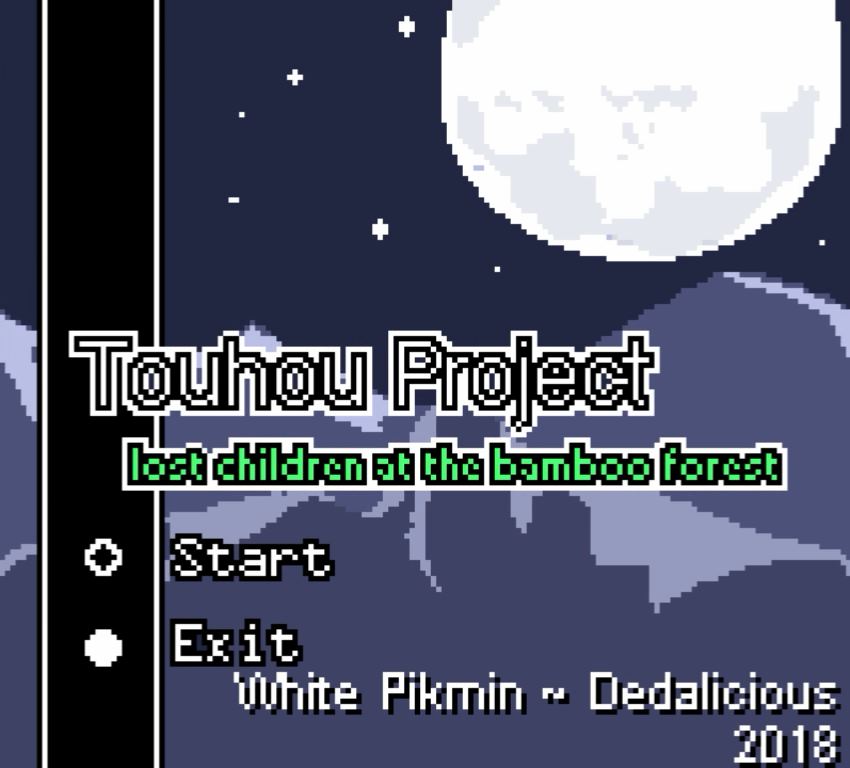 Touhou Project
lost children at the bamboo forest
Start
Exit
White Pikmin ~ Dedalicious
2018